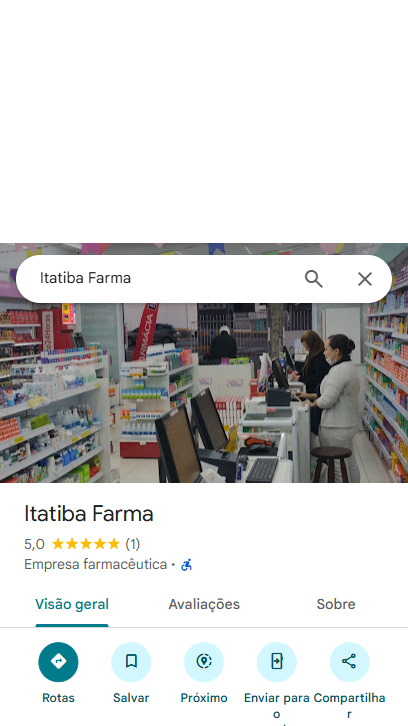 Itatiba Farma
FARMÁCIA
Itatiba Farma
5,0 (1)
Empresa farmacêutica ·
Visão geral
Avaliações
Sobre
Rotas
Salvar
Próximo
Enviar para o
Compartilhar